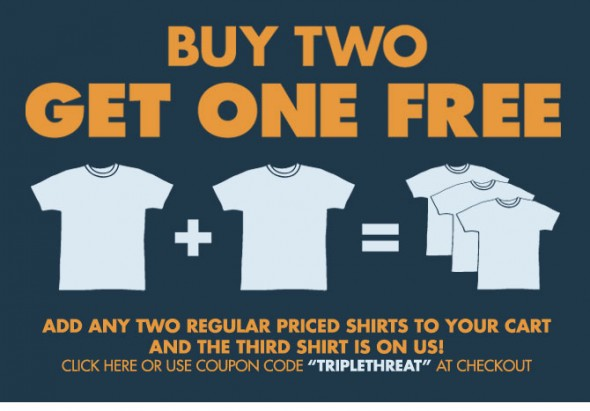 BUY TWO
GET ONE FREE
+ =
ADD ANY TWO REGULAR PRICED SHIRTS TO YOUR CART
AND THE THIRD SHIRT IS ON US!
CLICK HERE OR USE COUPON CODE “TRIPLETHREAT” AT CHECKOUT